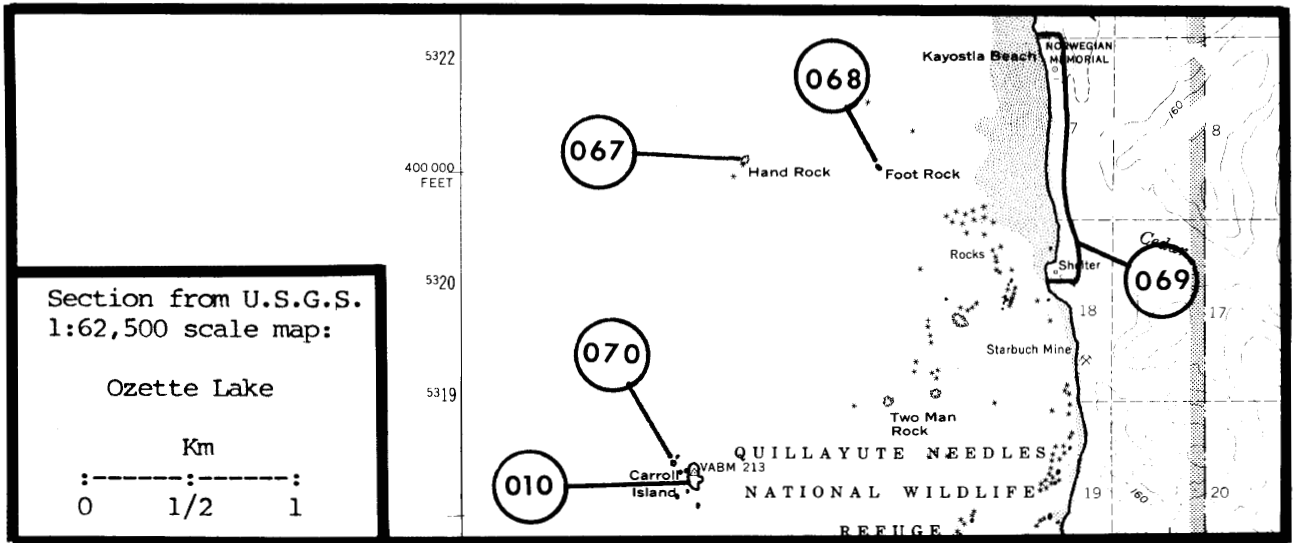 5322
Kayostla Beach
NORWEGIAN
MEMORIAL
068
160
067
7
8
400 000
FEET
Hand Rock
Foot Rock
Cedar
Rocks
Shelter
069
5320
Section from U.S.G.S.
1:62,500 scale map:
18
17
070
Starbuch Mine
Ozette Lake
5319
Two Man
Rock
Km
QUILLAYUTE NEEDLES
VABM 213
Carroll
Island
010
NATIONAL WILDLIFE
19
160
20
0 1/2 1
REFUGE